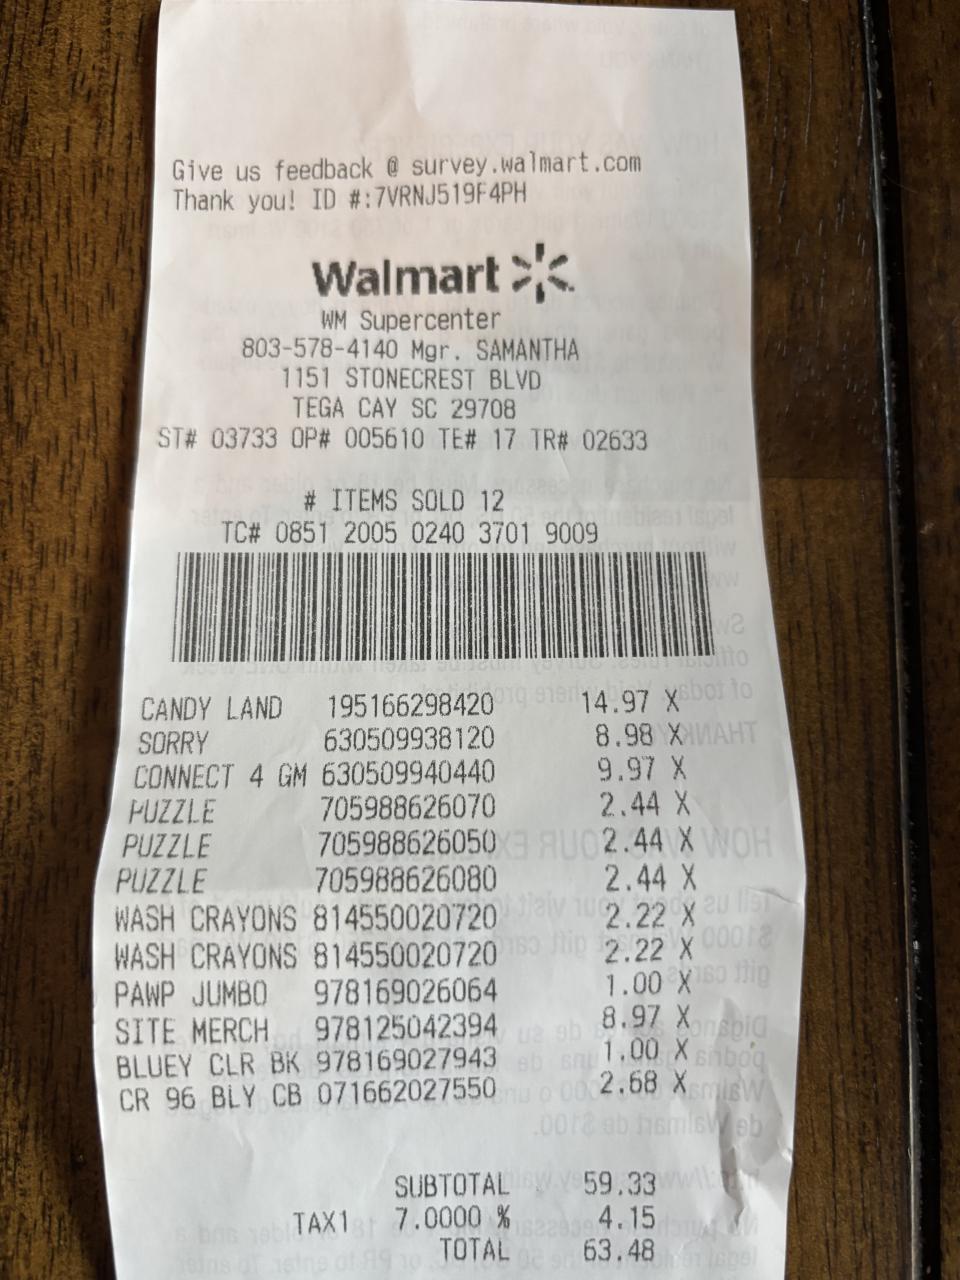 Give us feedback @ survey.walmart.com
Thank you! ID #:7VRNJ519F4PH
Walmart
WM Supercenter
803-578-4140 Mgr. SAMANTHA
1151 STONECREST BLVD
TEGA CAY SC 29708
ST# 03733 OP# 005610 TE# 17 TR# 02633
# ITEMS SOLD 12
TC# 0851 2005 0240 3701 9009
CANDY LAND 195166298420 14.97 X
SORRY 630509938120 8.98 X
CONNECT 4 GM 630509940440 9.97 X
PUZZLE 705988626070 2.44 X
PUZZLE 705988626050 2.44 X
PUZZLE 705988626080 2.44 X
WASH CRAYONS 814550020720 2.22 X
WASH CRAYONS 814550020720 2.22 X
PAWP JUMBO 978169026064 1.00 X
SITE MERCH 978125042394 8.97 X
BLUEY CLR BK 978169027943 1.00 X
CR 96 BLY CB 071662027550 2.68 X
SUBTOTAL 59.33
TAX1 7.0000 % 4.15
TOTAL 63.48